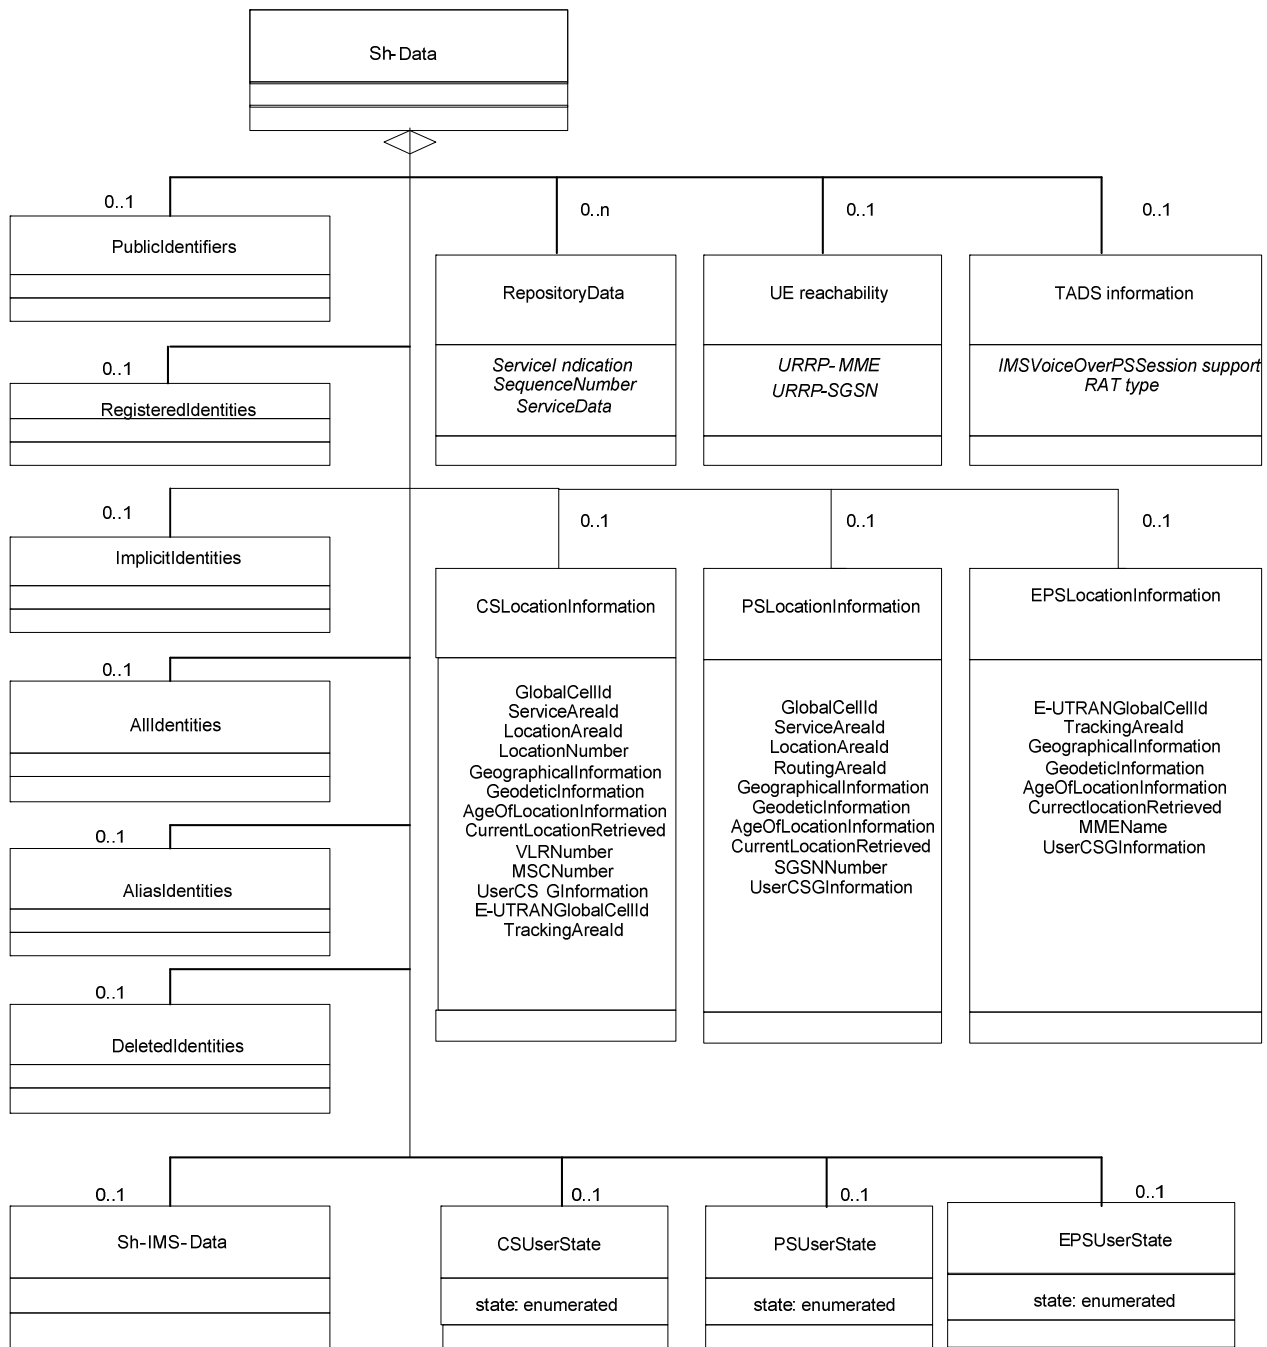 Sh-Data
0..1
PublicIdentifiers
0..n
RepositoryData
ServiceI ndication
SequenceNumber
ServiceData
0..1
UE reachability
URRP-MME
URRP-SGSN
0..1
TADS information
IMSVoiceOverPSSession support
RAT type
0..1
RegisteredIdentities
0..1
ImplicitIdentities
0..1
CSLocationInformation
GlobalCellId
ServiceAreaId
LocationAreaId
LocationNumber
GeographicalInformation
GeodeticInformation
AgeOfLocationInformation
CurrentLocationRetrieved
VLRNumber
MSCNumber
UserCS GInformation
E-UTRANGlobalCellId
TrackingAreaId
0..1
PSLocationInformation
GlobalCellId
ServiceAreaId
LocationAreaId
RoutingAreaId
GeographicalInformation
GeodeticInformation
AgeOfLocationInformation
CurrentLocationRetrieved
SGSNNumber
UserCSGInformation
0..1
EPSLocationInformation
E-UTRANGlobalCellId
TrackingAreaId
GeographicalInformation
GeodeticInformation
AgeOfLocationInformation
CurrectlocationRetrieved
MMEName
UserCSGInformation
0..1
AllIdentities
0..1
AliasIdentities
0..1
DeletedIdentities
0..1
Sh-IMS-Data
0..1
CSUserState
state: enumerated
0..1
PSUserState
state: enumerated
0..1
EPSUserState
state: enumerated